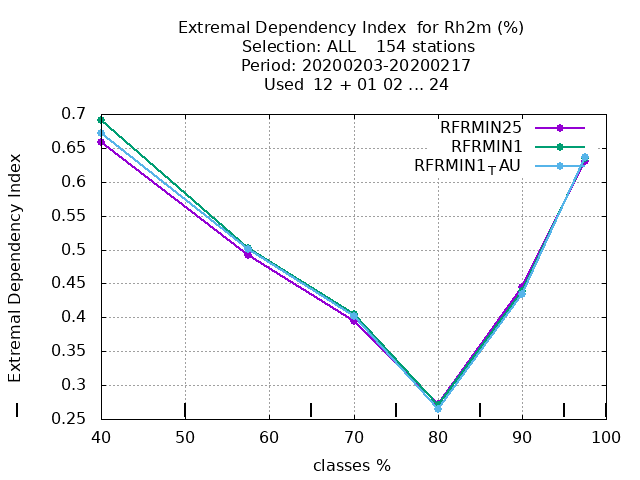 Extremal Dependency Index  for Rh2m (%)
Selection: ALL    154 stations
Period: 20200203-20200217
Used  12 + 01 02 ... 24
0.7
0.65
0.6
0.55
0.5
0.45
0.4
0.35
0.3
0.25
Extremal Dependency Index
RFRMIN25
RFRMIN1
RFRMIN1TAU
40 50 60 70 80 90 100
classes %